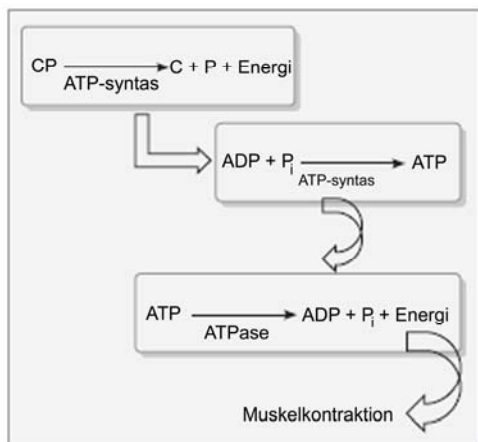 CP → C + P + Energi
ATP-syntas
ADP + Pi → ATP
ATP-syntas
ATP → ADP + Pi + Energi
ATPase
Muskelkontraktion